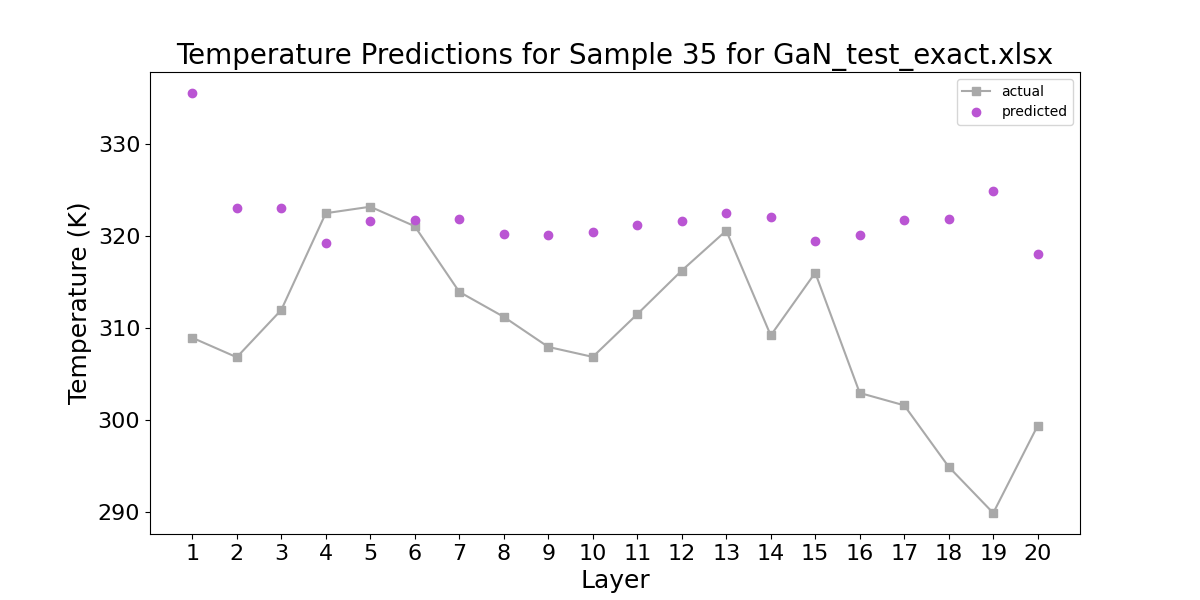 Temperature Predictions for Sample 35 for GaN_test_exact.xlsx
actual
predicted
Temperature (K)
330
320
310
300
290
1 2 3 4 5 6 7 8 9 10 11 12 13 14 15 16 17 18 19 20
Layer